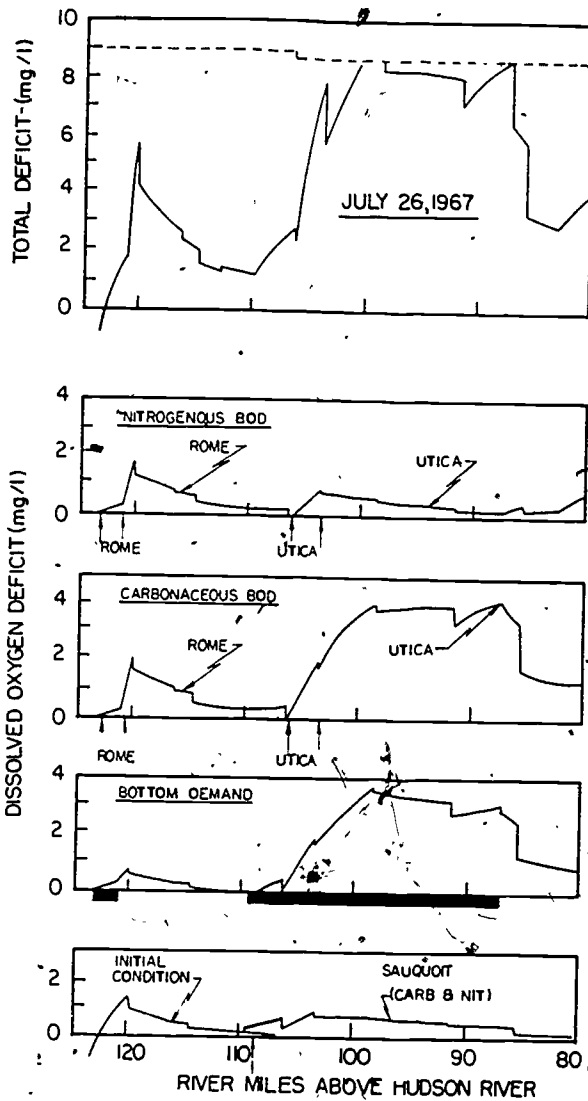 TOTAL DEFICIT-(mg/l)
10
8
6
4
2
0
JULY 26, 1967
DISSOLVED OXYGEN DEFICIT (mg/l)
4
2
0
NITROGENOUS BOD
ROME
UTICA
ROME
UTICA
4
2
0
CARBONACEOUS BOD
ROME
UTICA
ROME
UTICA
4
2
0
BOTTOM DEMAND
2
0
INITIAL
CONDITION
SAUQUOIT
(CARB & NIT)
120
110
100
90
80
RIVER MILES ABOVE HUDSON RIVER